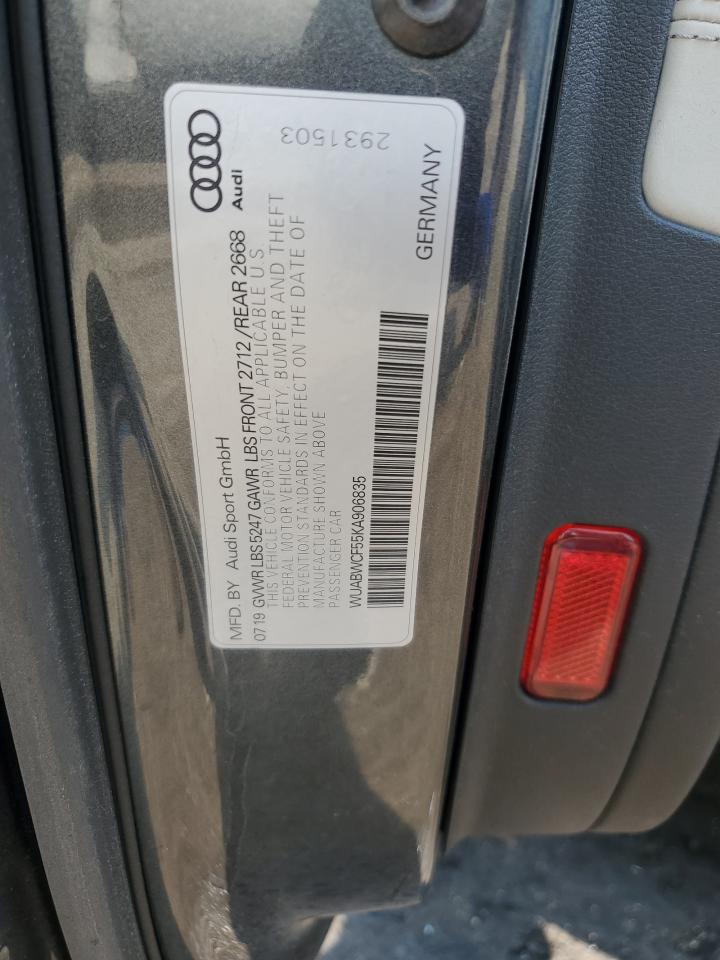 Audi
MFD. BY Audi Sport GmbH
0719 GVWR LBS 5247 GAWR LBS FRONT 2712 /REAR 2668
THIS VEHICLE CONFORMS TO ALL APPLICABLE U S
FEDERAL MOTOR VEHICLE SAFETY, BUMPER AND THEFT
PREVENTION STANDARDS IN EFFECT ON THE DATE OF
MANUFACTURE SHOWN ABOVE
PASSENGER CAR
WUABWCF55KA906835
GERMANY
2931503